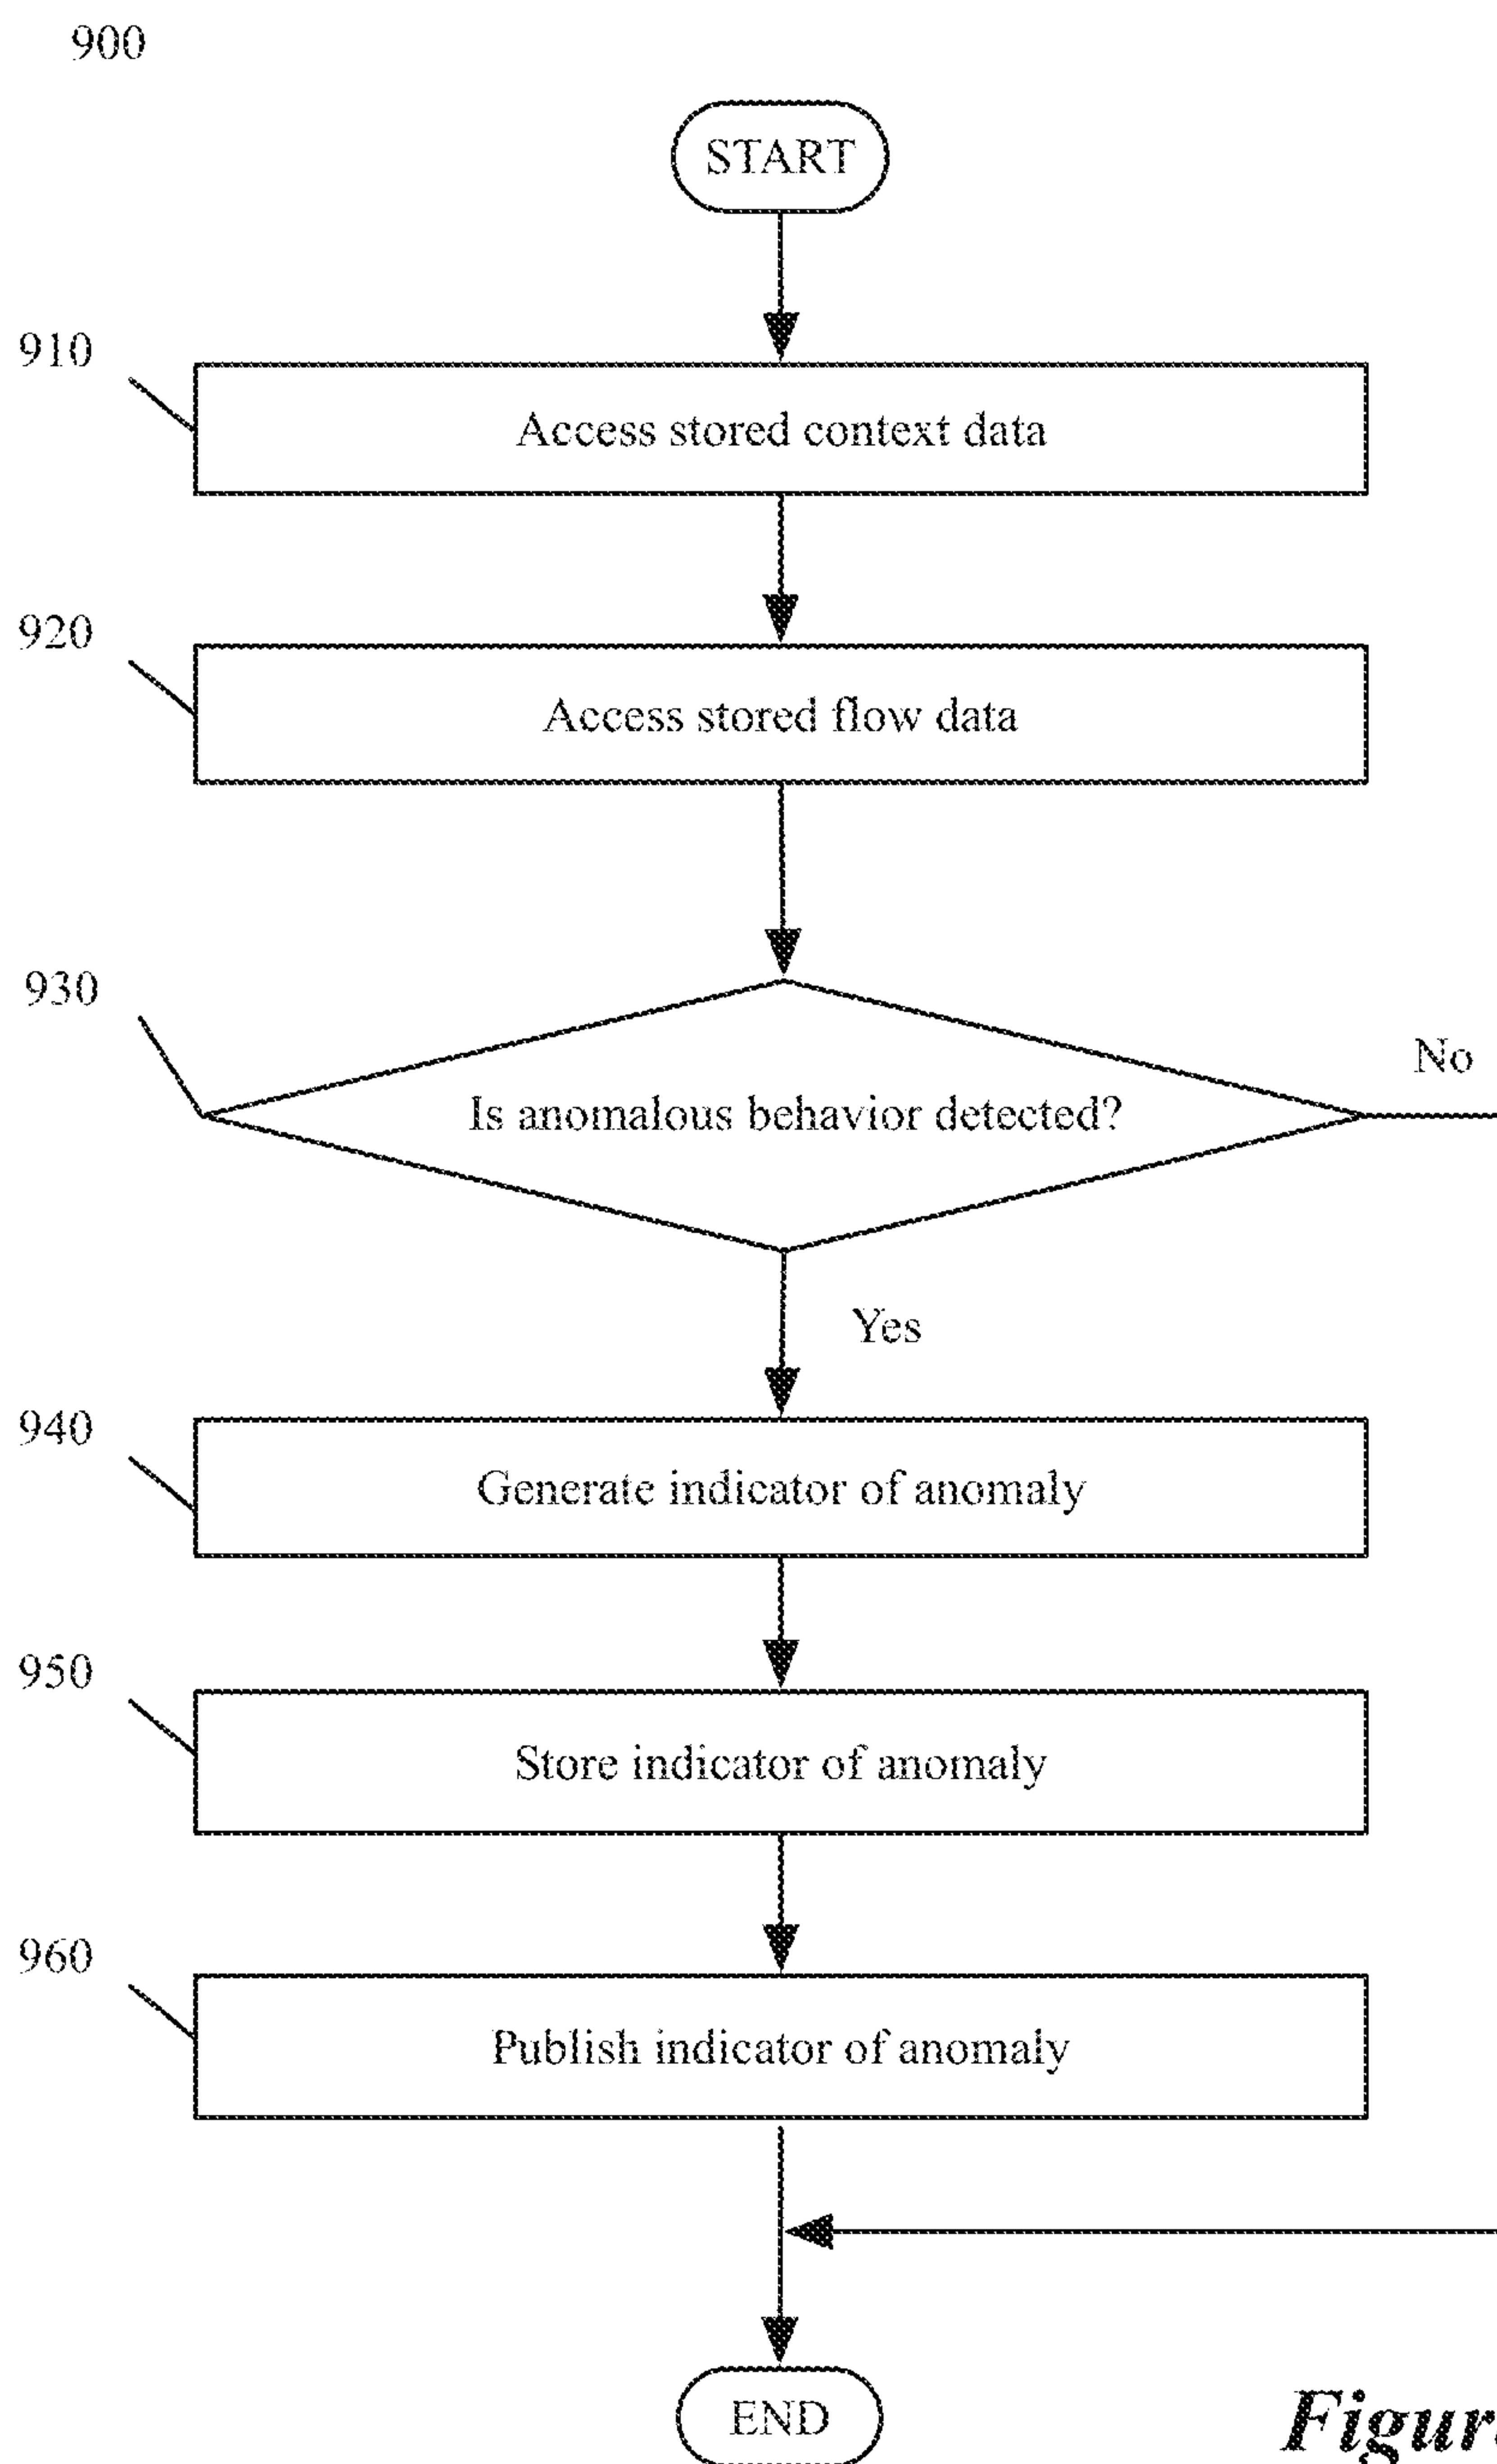 900
START
910
Access stored context data
920
Access stored flow data
930
Is anomalous behavior detected?
No
Yes
940
Generate indicator of anomaly
950
Store indicator of anomaly
960
Publish indicator of anomaly
END